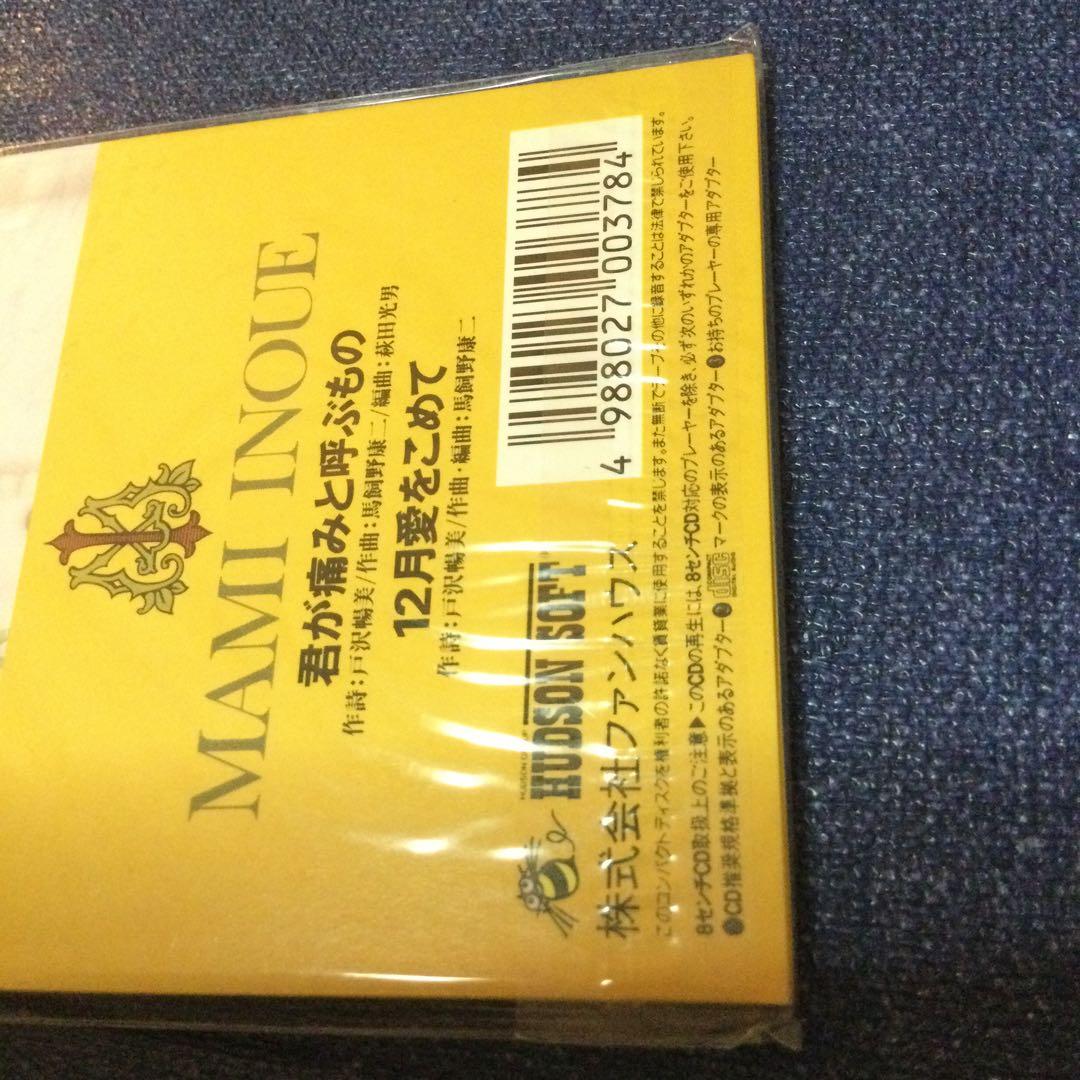 MAMI INOUE
君が痛みと呼ぶもの
作詩:戸沢暢美/作曲:馬飼野康二/編曲:萩田光男
12月愛をこめて
作詩:戸沢暢美/作曲・編曲:馬飼野康二
HUDSON GROUP
HUDSON SOFT®
4 988027 003784
株式会社ファンハウス
このコンパクトディスクを権利者の許諾なく賃貸業に使用することを禁じます。また無断でテープその他に録音することは法律で禁じられています。
8センチCD取扱上のご注意▶このCDの再生には、8センチCD対応のプレーヤーを除き、必ず次のいずれかのアダプターをご使用下さい。
CD推奨規格準拠と表示のあるアダプター disc マークの表示のあるアダプター お持ちのプレーヤーの専用アダプター